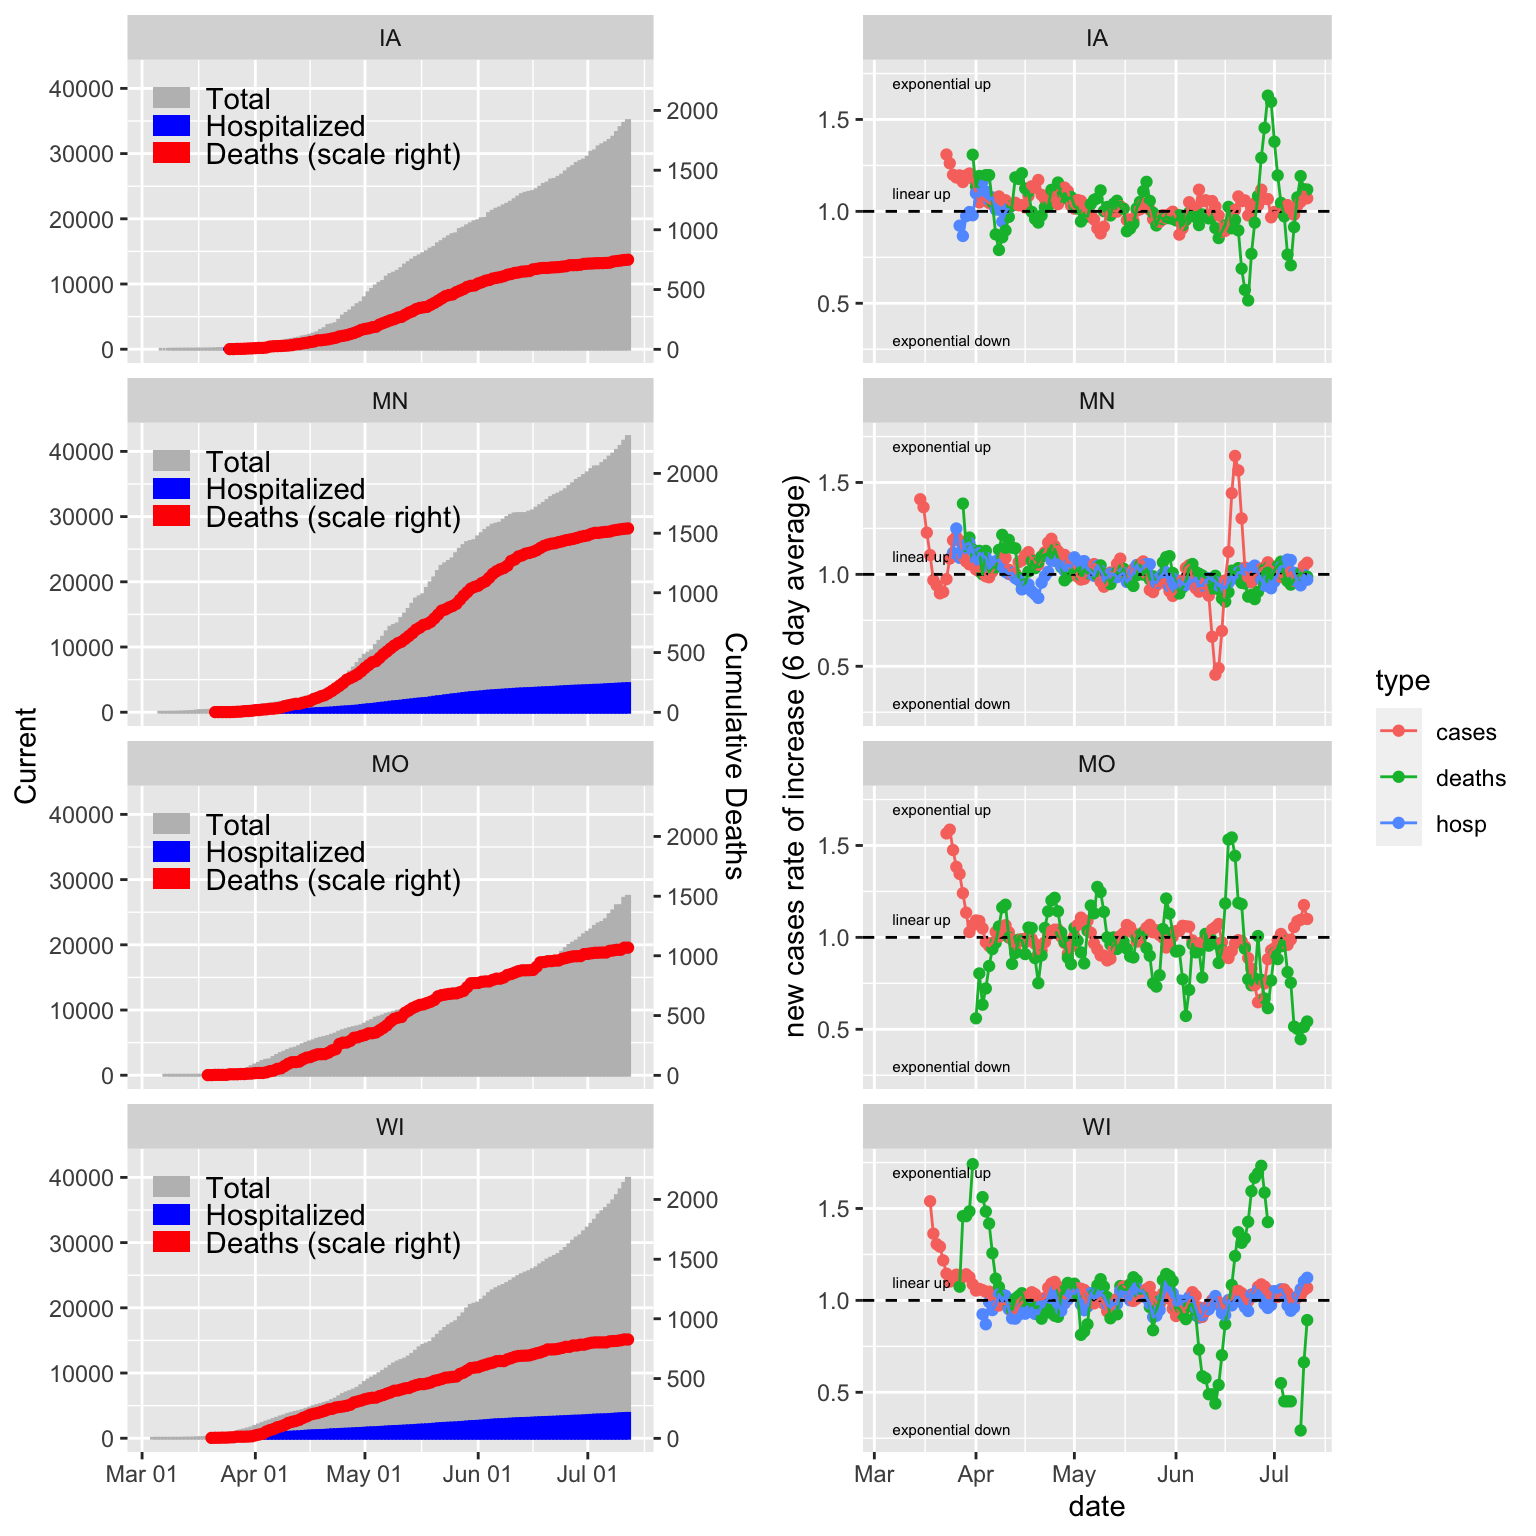 IA
40000
30000
20000
10000
0
Total
Hospitalized
Deaths (scale right)
2000
1500
1000
500
0
MN
40000
30000
20000
10000
0
Total
Hospitalized
Deaths (scale right)
2000
1500
1000
500
0
MO
40000
30000
20000
10000
0
Total
Hospitalized
Deaths (scale right)
2000
1500
1000
500
0
WI
40000
30000
20000
10000
0
Total
Hospitalized
Deaths (scale right)
2000
1500
1000
500
0
Mar 01 Apr 01 May 01 Jun 01 Jul 01
Current
Cumulative Deaths
IA
1.5
1.0
0.5
exponential up
linear up
exponential down
MN
1.5
1.0
0.5
exponential up
linear up
exponential down
MO
1.5
1.0
0.5
exponential up
linear up
exponential down
WI
1.5
1.0
0.5
exponential up
linear up
exponential down
Mar Apr May Jun Jul
date
new cases rate of increase (6 day average)
type
cases
deaths
hosp